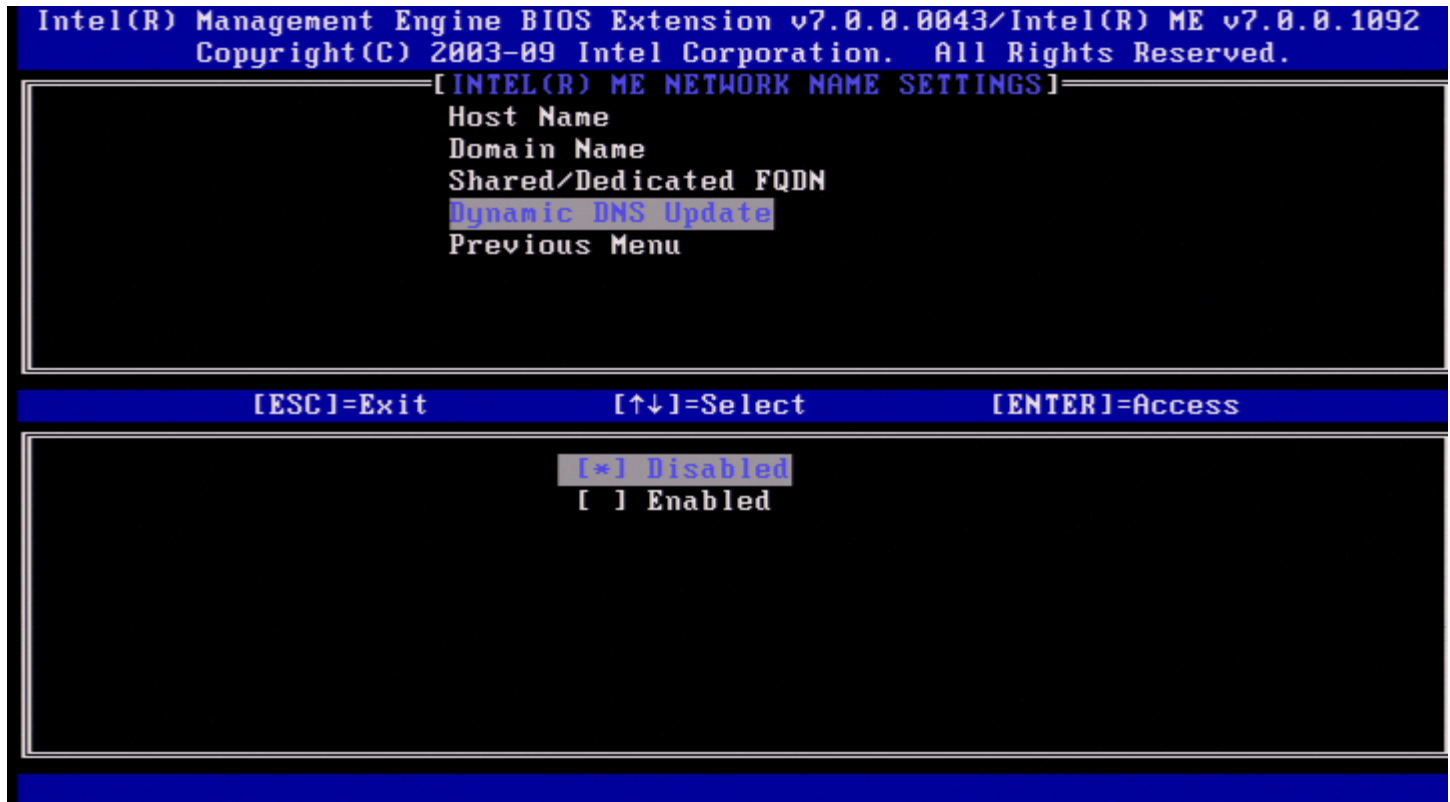 Intel(R) Management Engine BIOS Extension v7.0.0.0043/Intel(R) ME v7.0.0.1092
Copyright(C) 2003-09 Intel Corporation. All Rights Reserved.
[INTEL(R) ME NETWORK NAME SETTINGS]
Host Name
Domain Name
Shared/Dedicated FQDN
Dynamic DNS Update
Previous Menu
[ESC]=Exit [↑↓]=Select [ENTER]=Access
[*] Disabled
[ ] Enabled